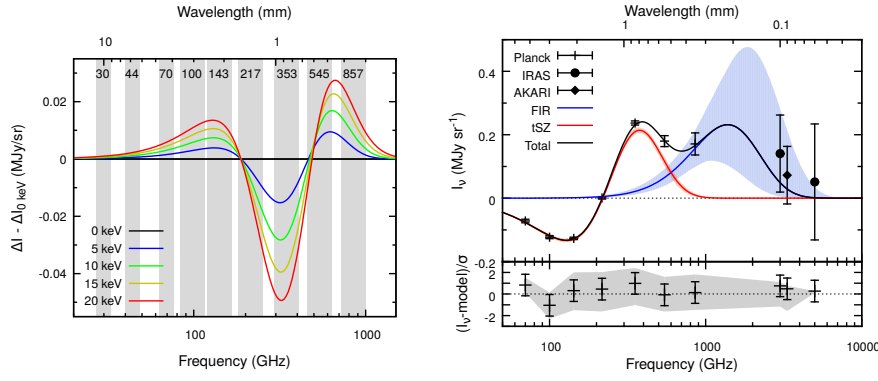 Wavelength (mm)
10 1
30 44 70 100 143 217 353 545 857
0.02
0
-0.02
-0.04
ΔI - ΔI0 keV (MJy/sr)
0 keV
5 keV
10 keV
15 keV
20 keV
100 1000
Frequency (GHz)
Wavelength (mm)
1 0.1
Planck
IRAS
AKARI
FIR
tSZ
Total
0.4
0.2
0
-0.2
Iν (MJy sr⁻¹)
2
0
-2
(Iν-model)/σ
100 1000 10000
Frequency (GHz)